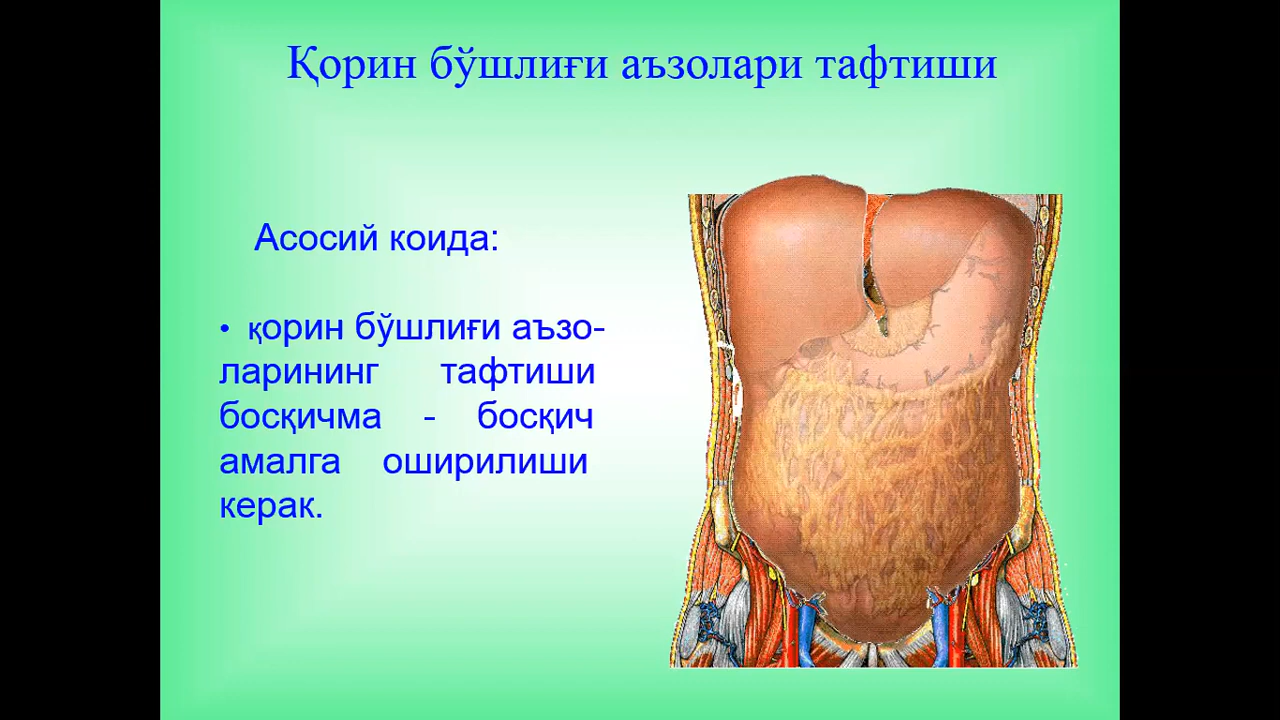 Қорин бўшлиғи аъзолари тафтиши
Асосий коида:
• қорин бўшлиғи аъзо-
ларининг тафтиши
босқичма - босқич
амалга оширилиши
керак.